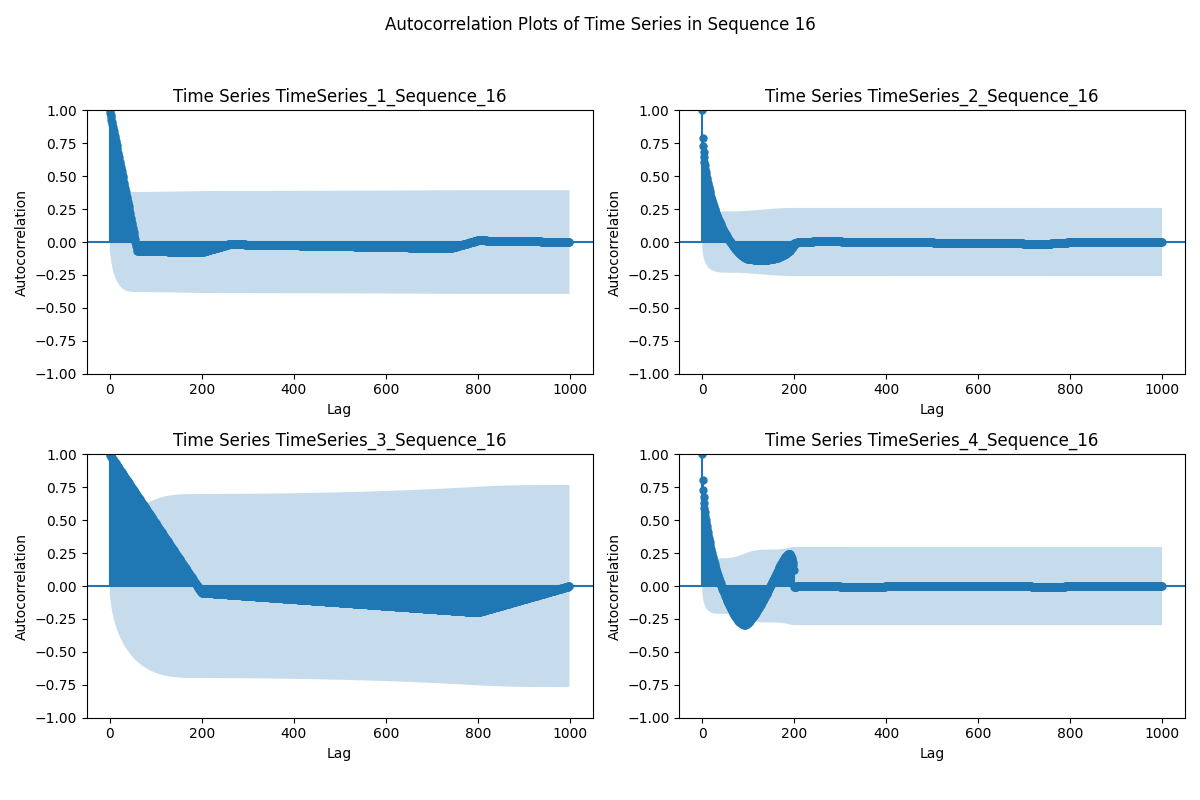 Autocorrelation Plots of Time Series in Sequence 16
Time Series TimeSeries_1_Sequence_16
1.00
0.75
0.50
0.25
0.00
−0.25
−0.50
−0.75
−1.00
Autocorrelation
0 200 400 600 800 1000
Lag
Time Series TimeSeries_2_Sequence_16
1.00
0.75
0.50
0.25
0.00
−0.25
−0.50
−0.75
−1.00
Autocorrelation
0 200 400 600 800 1000
Lag
Time Series TimeSeries_3_Sequence_16
1.00
0.75
0.50
0.25
0.00
−0.25
−0.50
−0.75
−1.00
Autocorrelation
0 200 400 600 800 1000
Lag
Time Series TimeSeries_4_Sequence_16
1.00
0.75
0.50
0.25
0.00
−0.25
−0.50
−0.75
−1.00
Autocorrelation
0 200 400 600 800 1000
Lag